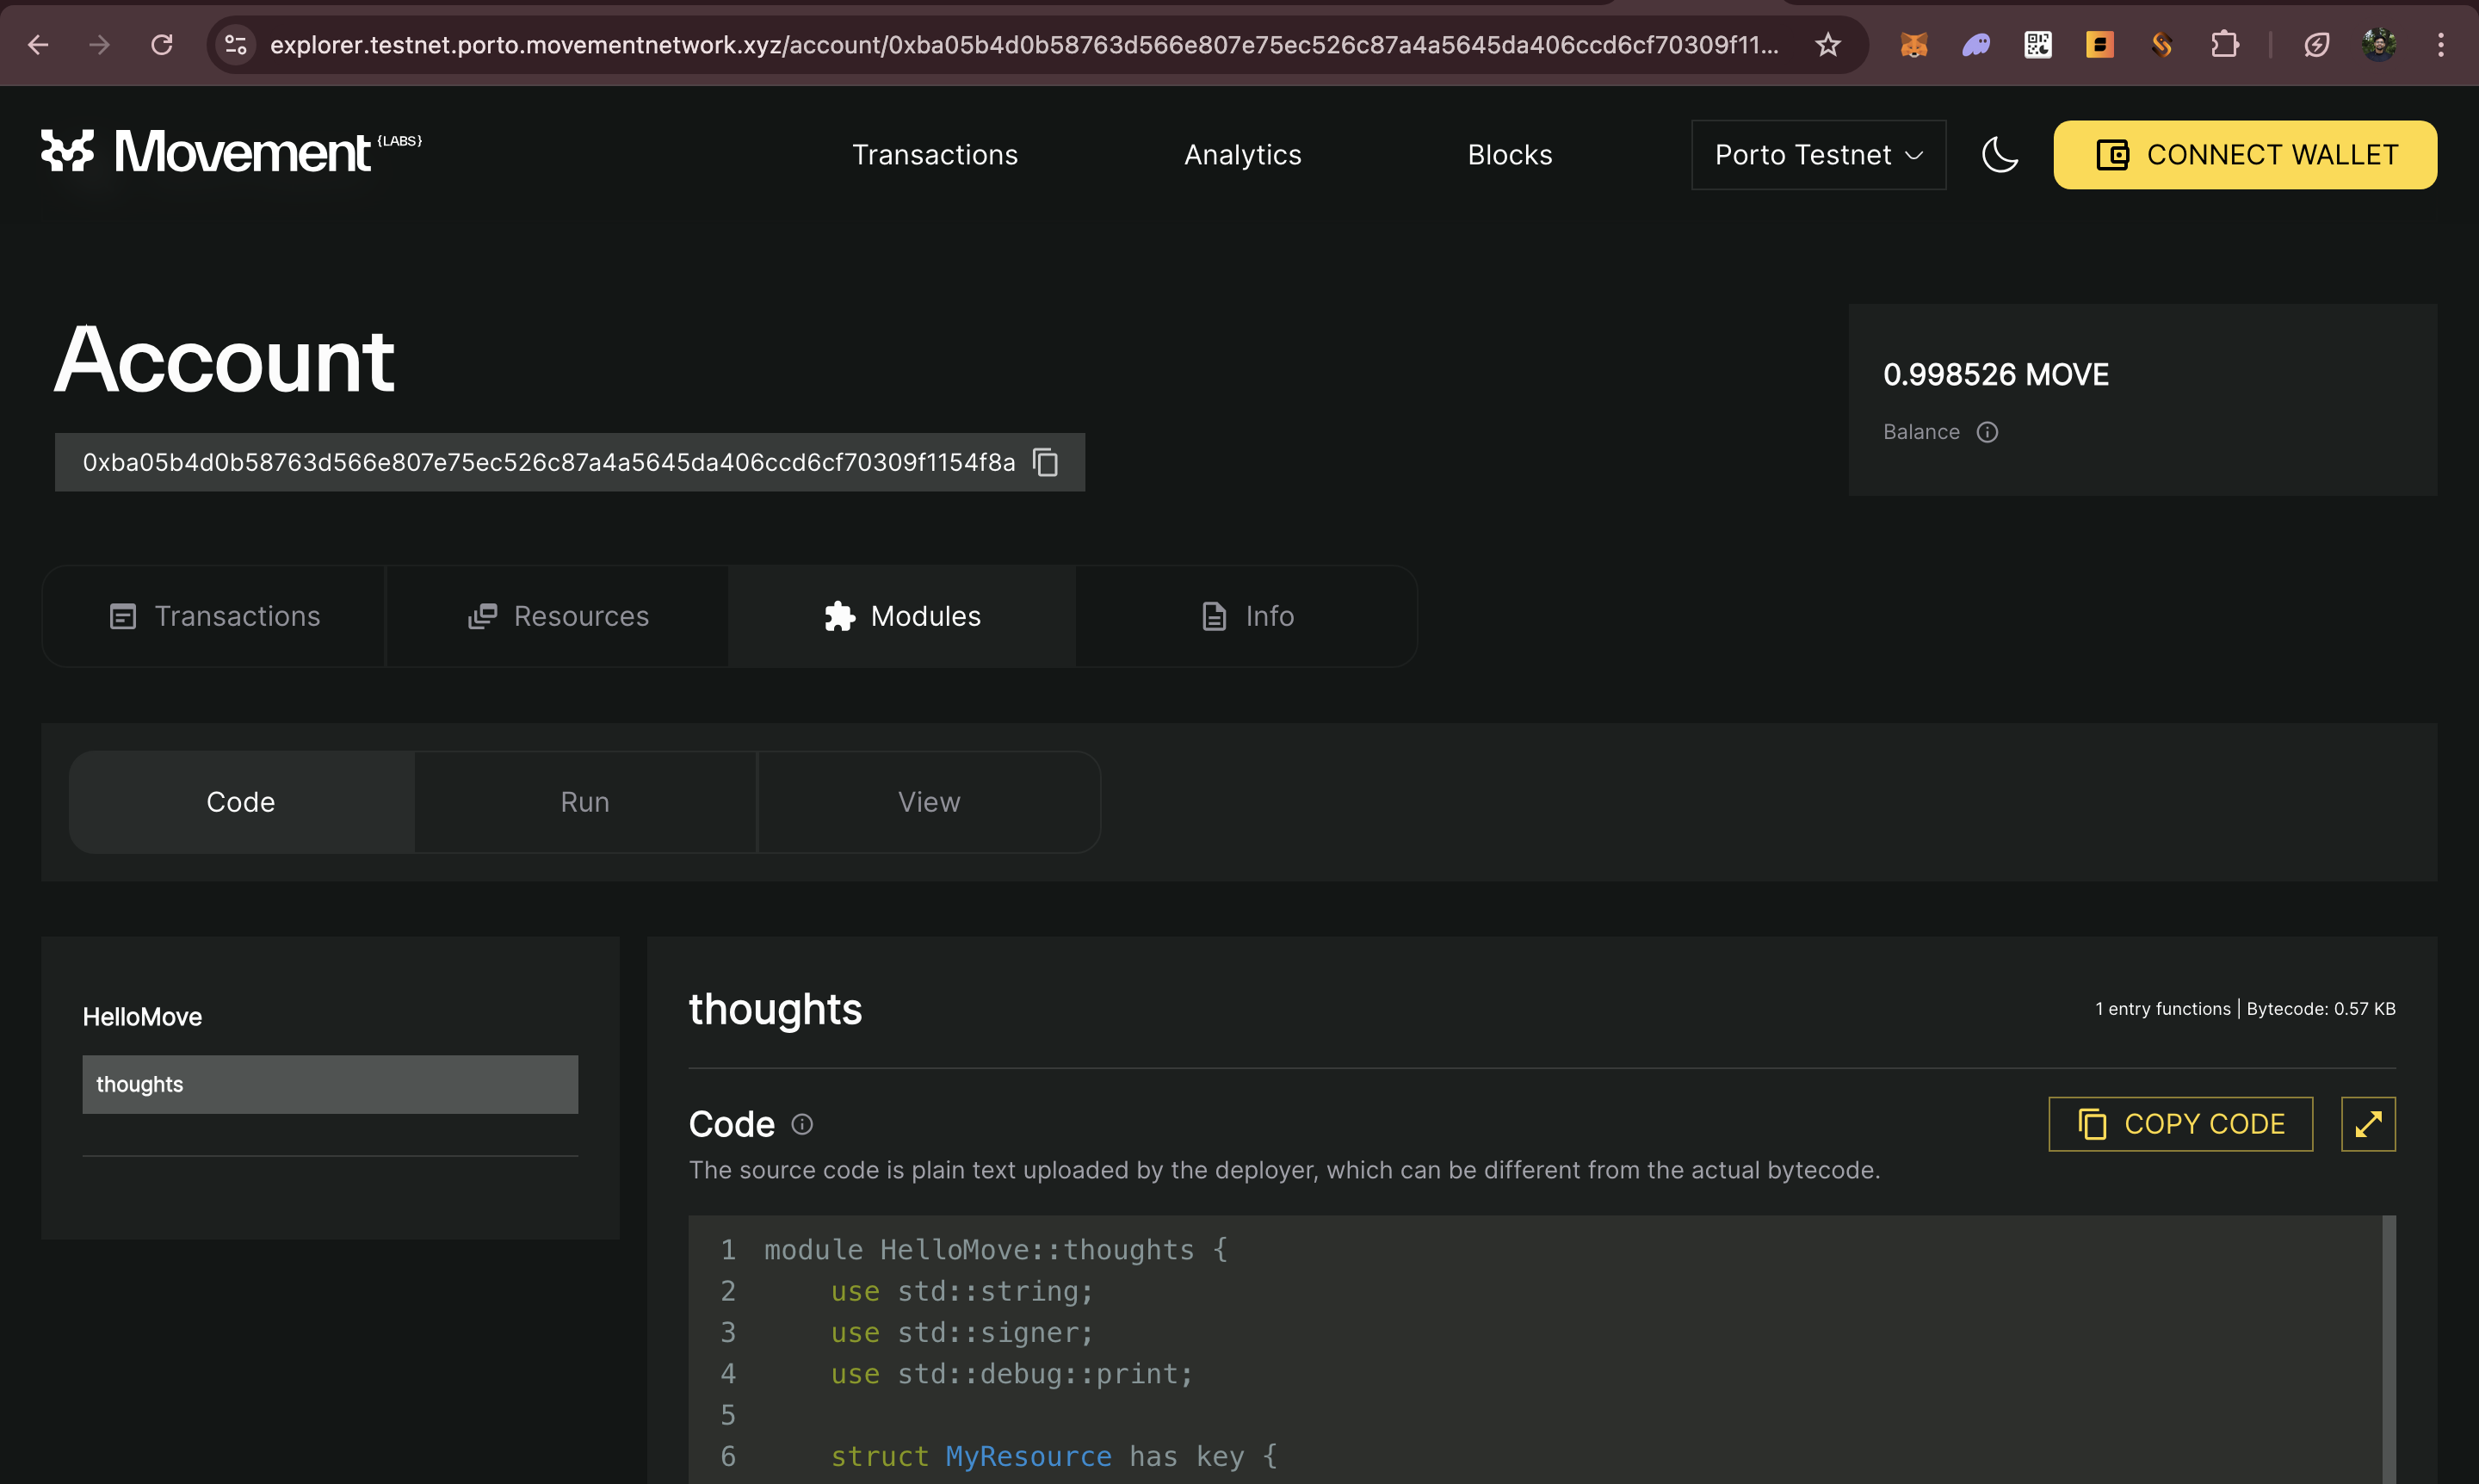 explorer.testnet.porto.movementnetwork.xyz/account/0xba05b4d0b58763d566e807e75ec526c87a4a5645da406ccd6cf70309f11...
Movement {LABS}
Transactions
Analytics
Blocks
Porto Testnet
CONNECT WALLET
Account
0xba05b4d0b58763d566e807e75ec526c87a4a5645da406ccd6cf70309f1154f8a
0.998526 MOVE
Balance
Transactions
Resources
Modules
Info
Code
Run
View
HelloMove
thoughts
thoughts
1 entry functions | Bytecode: 0.57 KB
Code
COPY CODE
The source code is plain text uploaded by the deployer, which can be different from the actual bytecode.
1 module HelloMove::thoughts {
2     use std::string;
3     use std::signer;
4     use std::debug::print;
5
6     struct MyResource has key {